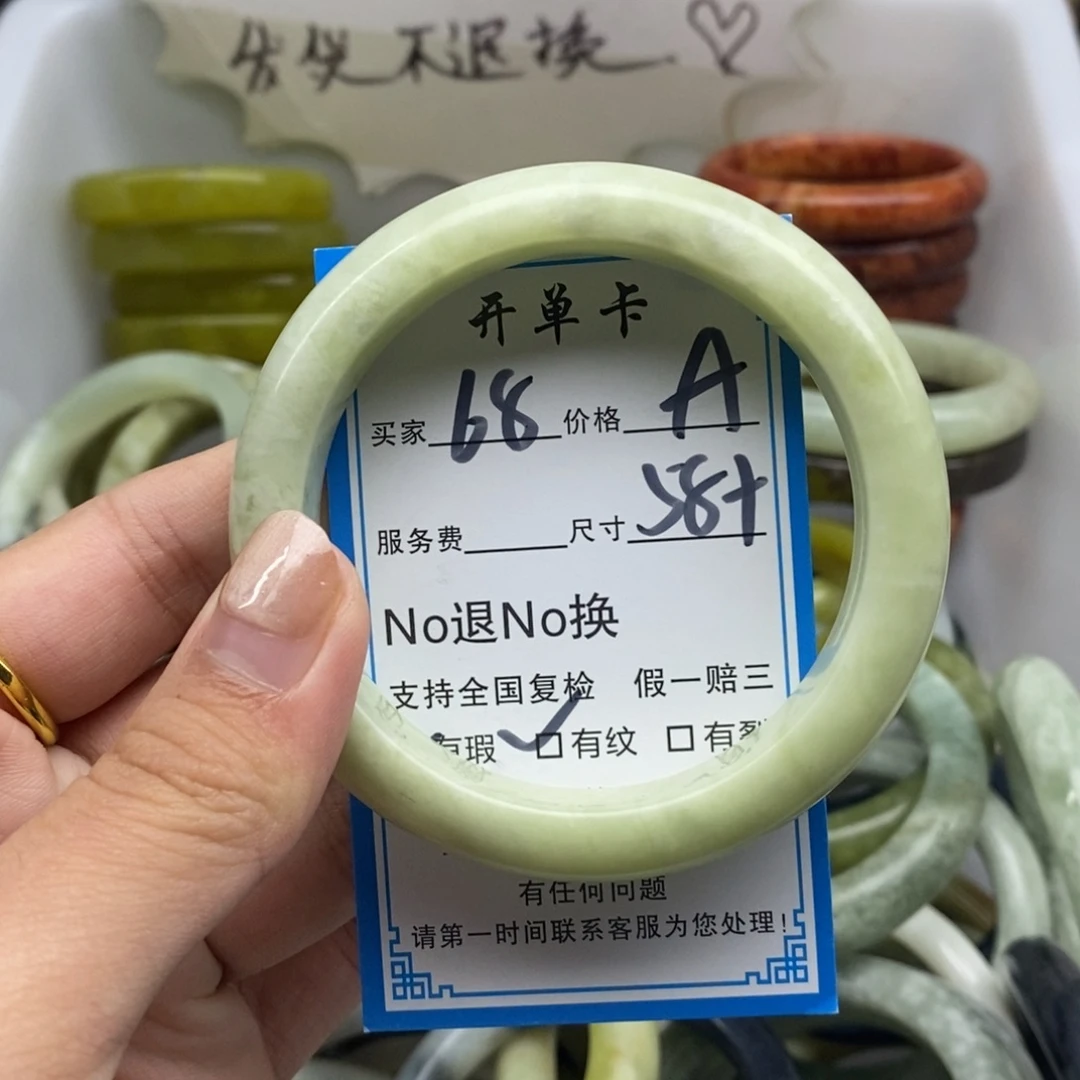 不退换
开单卡
买家 68 价格 A
服务费 尺寸 58+
No退No换
支持全国复检 假一赔三
有瑕 ✓ □有纹 □有裂
有任何问题
请第一时间联系客服为您处理!